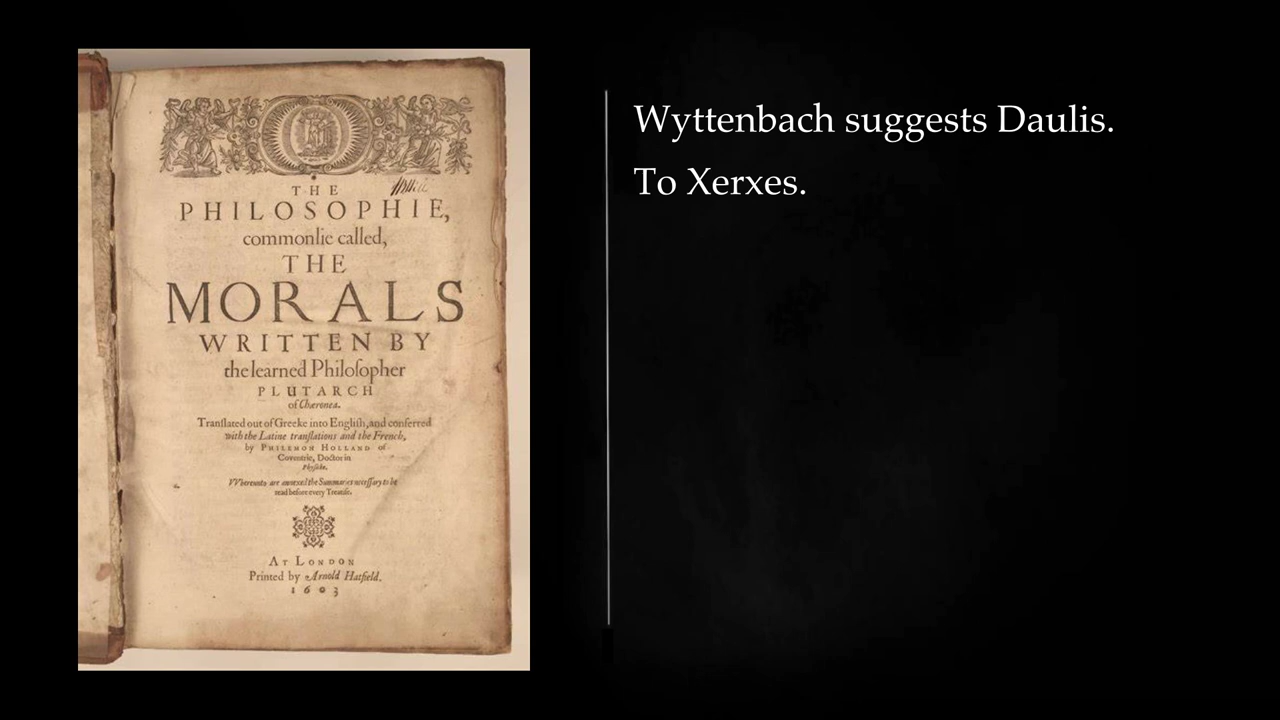 THE
PHILOSOPHIE,
commonlie called,
THE
MORALS
WRITTEN BY
the learned Philoſopher
PLUTARCH
of Chæronea.
Tranſlated out of Greeke into Engliſh, and conferred
with the Latine tranſlations and the French,
by PHILEMON HOLLAND of
Coventrie, Doctor in
Phyſicke.
VVhereunto are annexed the Summaries neceſſary to be
read before every Treatiſe.
AT LONDON
Printed by Arnold Hatfield.
1603
Wyttenbach suggests Daulis.
To Xerxes.